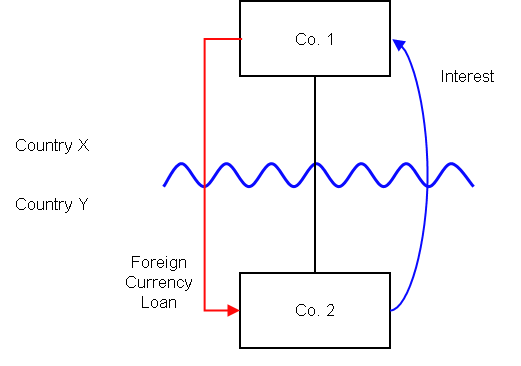 Co. 1
Interest
Country X
Country Y
Foreign
Currency
Loan
Co. 2